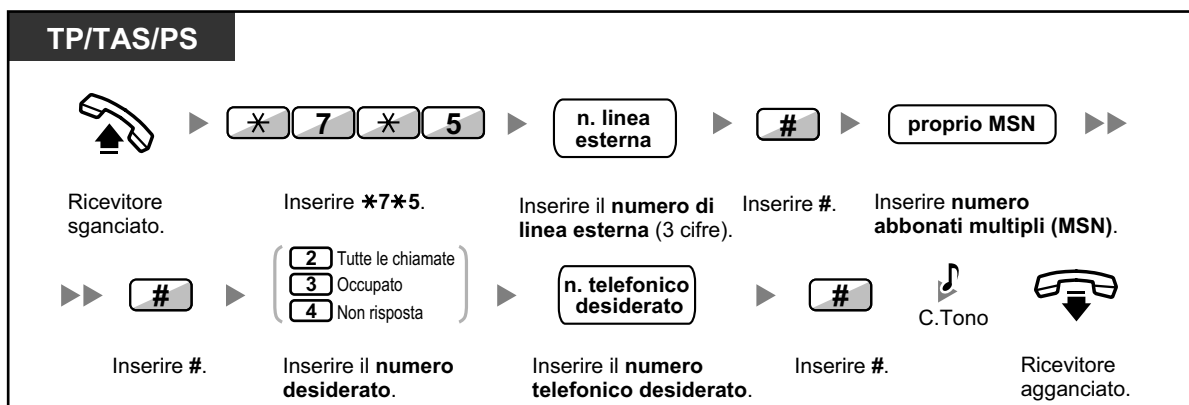 TP/TAS/PS
✳ 7 ✳ 5
n. linea
esterna
#
proprio MSN
Ricevitore
sganciato.
Inserire ✳7✳5.
Inserire il numero di
linea esterna (3 cifre).
Inserire #.
Inserire numero
abbonati multipli (MSN).
#
2 Tutte le chiamate
3 Occupato
4 Non risposta
n. telefonico
desiderato
#
C.Tono
Inserire #.
Inserire il numero
desiderato.
Inserire il numero
telefonico desiderato.
Inserire #.
Ricevitore
agganciato.